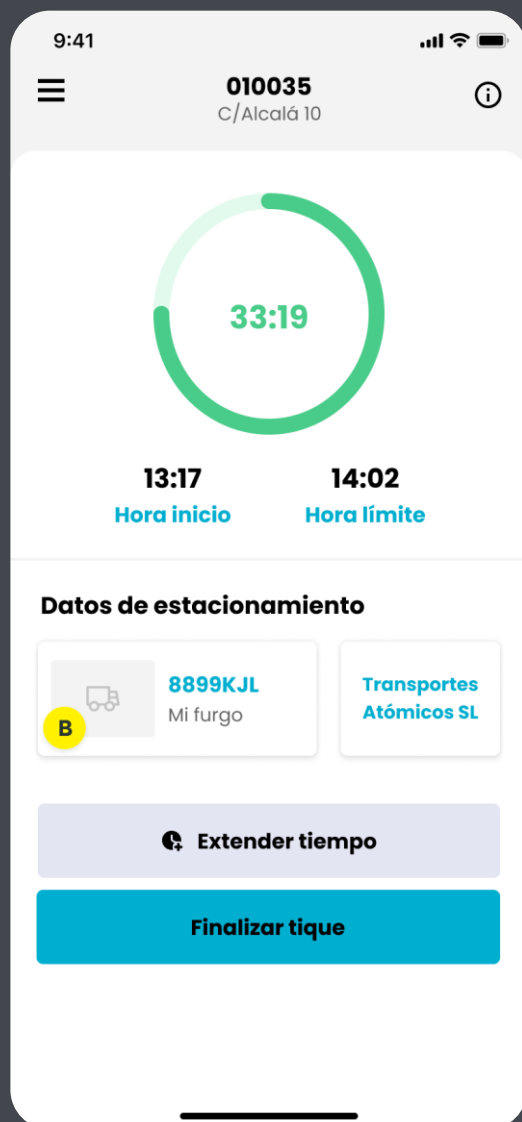 9:41
010035
C/Alcalá 10
33:19
13:17 14:02
Hora inicio Hora límite
Datos de estacionamiento
8899KJL
Mi furgo
B
Transportes
Atómicos SL
Extender tiempo
Finalizar tique